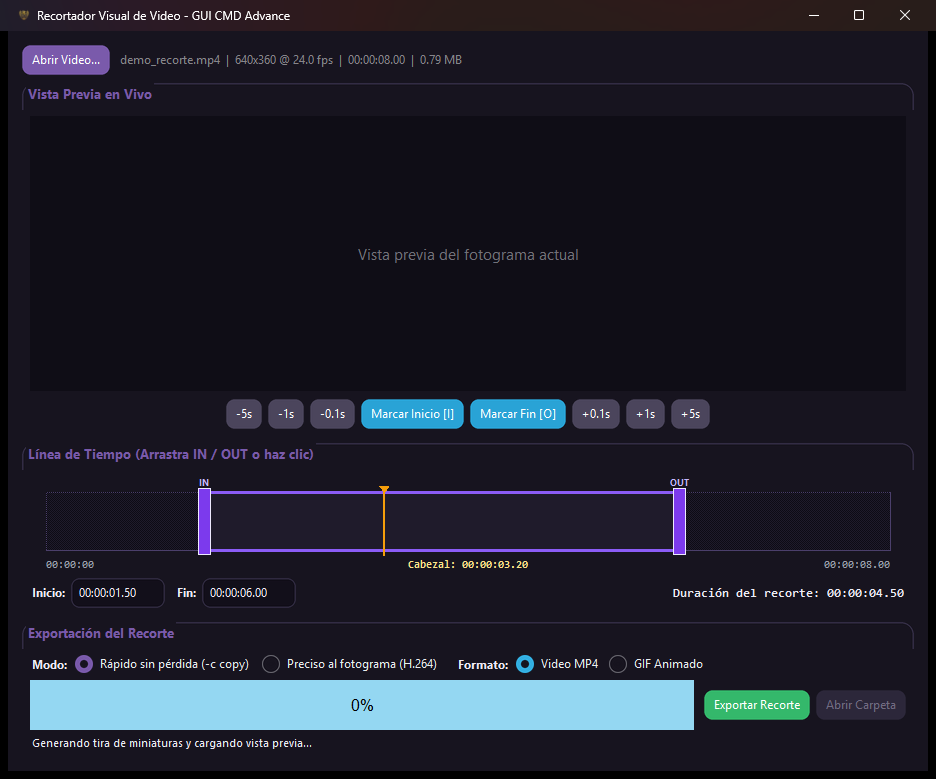 Recortador Visual de Video - GUI CMD Advance
Abrir Video... demo_recorte.mp4 | 640x360 @ 24.0 fps | 00:00:08.00 | 0.79 MB
Vista Previa en Vivo
Vista previa del fotograma actual
-5s -1s -0.1s Marcar Inicio [I] Marcar Fin [O] +0.1s +1s +5s
Línea de Tiempo (Arrastra IN / OUT o haz clic)
IN OUT
00:00:00 Cabezal: 00:00:03.20 00:00:08.00
Inicio: 00:00:01.50 Fin: 00:00:06.00 Duración del recorte: 00:00:04.50
Exportación del Recorte
Modo: Rápido sin pérdida (-c copy) Preciso al fotograma (H.264) Formato: Video MP4 GIF Animado
0% Exportar Recorte Abrir Carpeta
Generando tira de miniaturas y cargando vista previa...